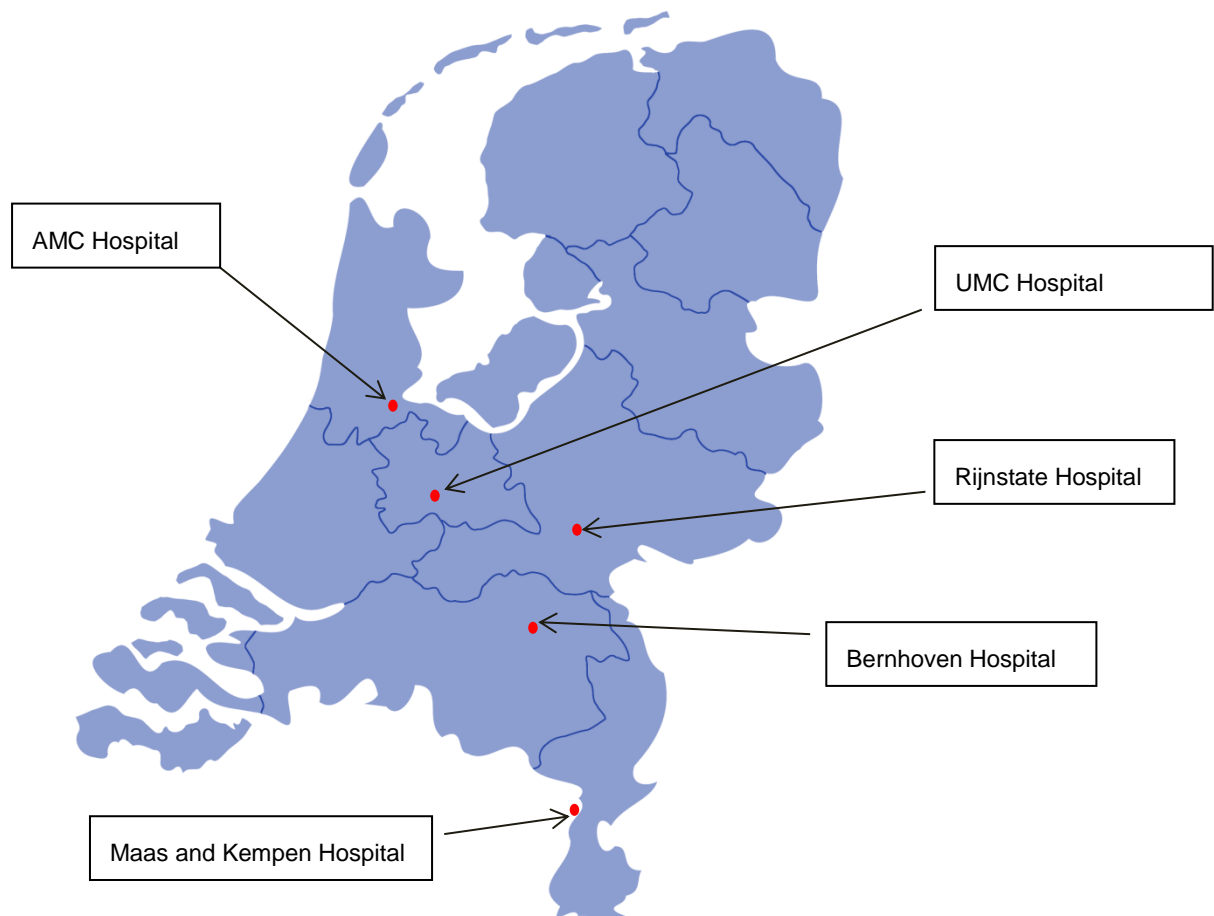 AMC Hospital
UMC Hospital
Rijnstate Hospital
Bernhoven Hospital
Maas and Kempen Hospital